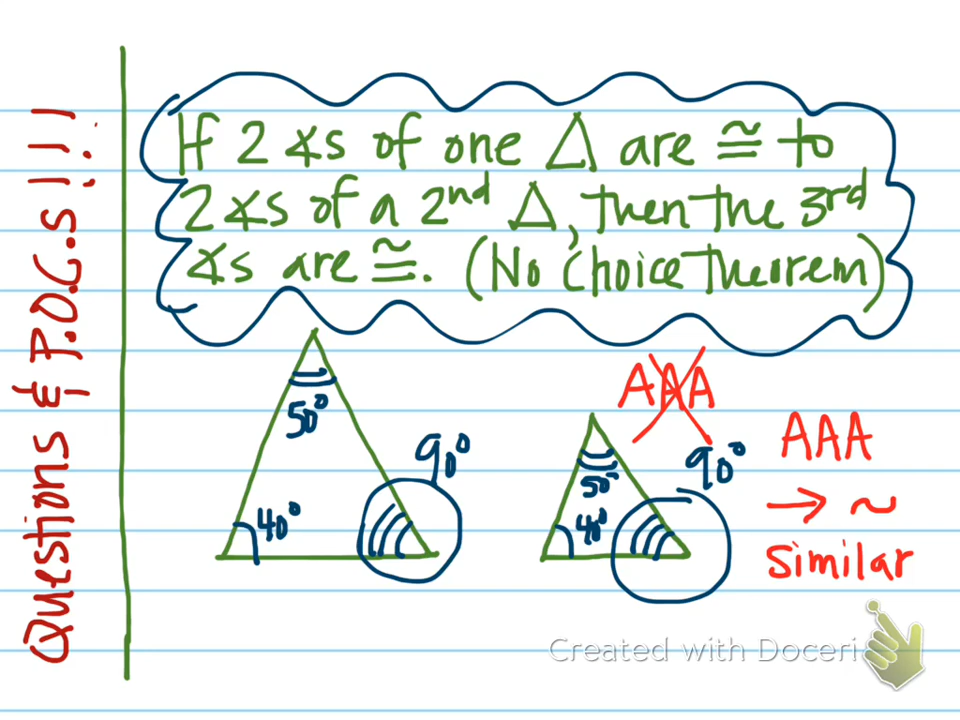 Questions & P.O.C.s !!!
If 2 ∡s of one △ are ≅ to
2 ∡s of a 2nd △, then the 3rd
∡s are ≅. (No Choice Theorem)
50°
40°
90°
AAA
50°
40°
90°
AAA
→ ~
Similar
Created with Doceri